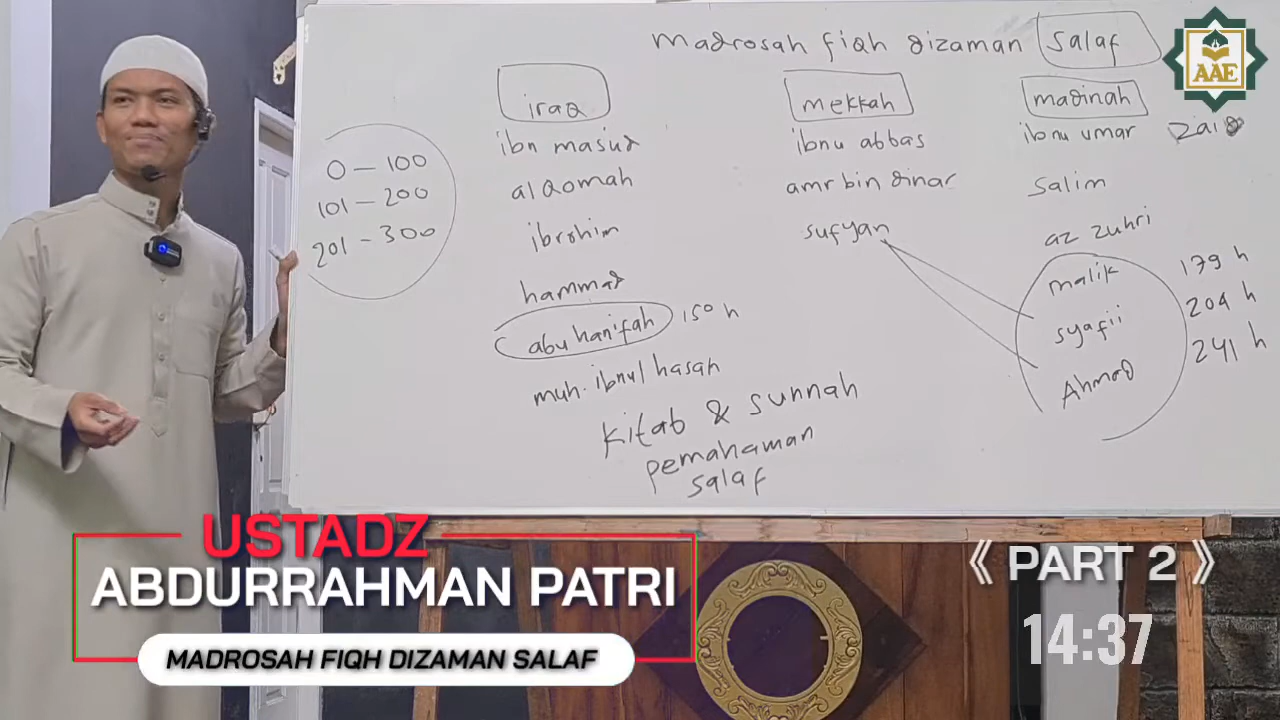 madrosah fiqh dizaman salaf
AAE
iraq
mekkah
madinah
0 - 100
101 - 200
201 - 300
ibn masud
alqomah
ibrohim
hammad
abu hanifah 150 h
muh. ibnul hasan
ibnu abbas
amr bin dinar
sufyan
ibnu umar zaid
salim
az zuhri
malik 179 h
syafii 204 h
Ahmad 241 h
kitab & sunnah
pemahaman
salaf
USTADZ
ABDURRAHMAN PATRI
MADROSAH FIQH DIZAMAN SALAF
《 PART 2 》
14:37